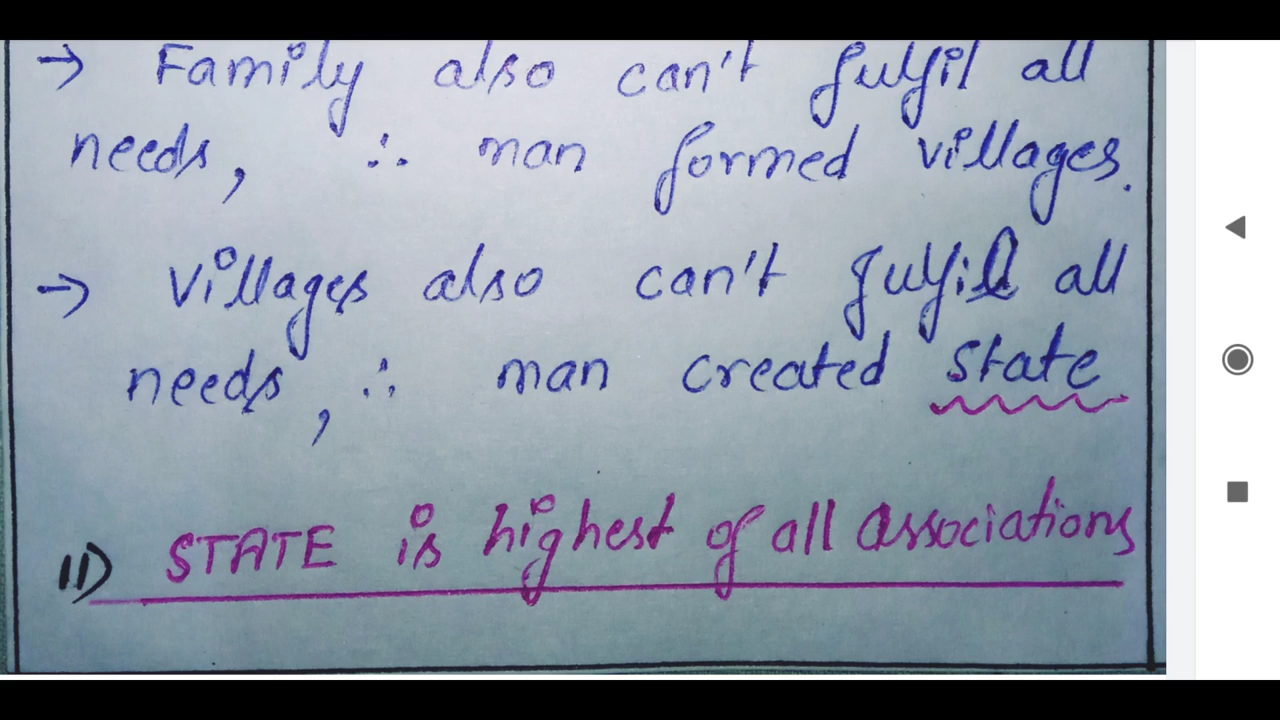 → Family also can't fulfil all
needs, ∴ man formed villages.
→ Villages also can't fulfil all
needs, ∴ man created state
11) STATE is highest of all associations